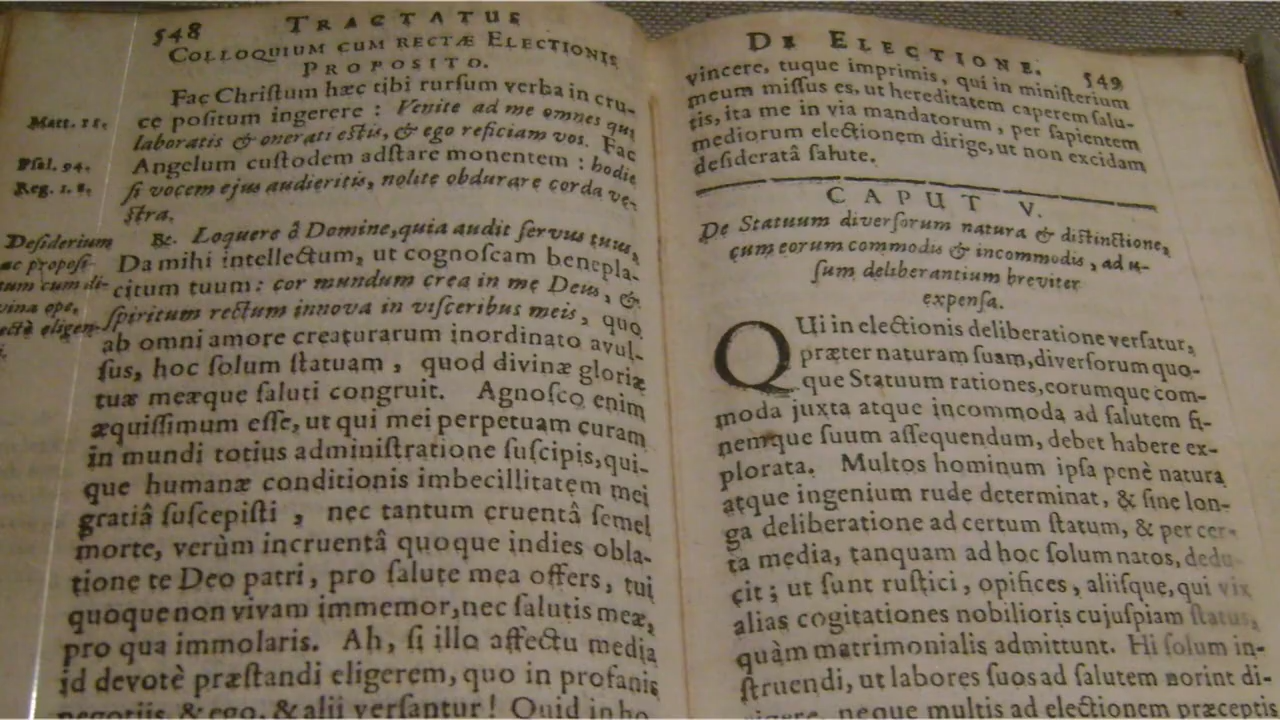 548 TRACTATUS
COLLOQUIUM CUM RECTÆ ELECTIONIS
PROPOSITO.
Fac Chriſtum hæc tibi rurſum verba in cru-
ce poſitum ingerere : Venite ad me omnes qui
laboratis & onerati eſtis, & ego reficiam vos. Fac
Angelum cuſtodem adſtare monentem : hodie
ſi vocem ejus audieritis, nolite obdurare corda ve-
ſtra.
&. Loquere ô Domine, quia audit ſervus tuus,
Da mihi intellectum, ut cognoſcam benepla-
citum tuum : cor mundum crea in me Deus, &
ſpiritum rectum innova in viſceribus meis, quo
ab omni amore creaturarum inordinato avul-
ſus, hoc ſolum ſtatuam , quod divinæ gloriæ
tuæ meæque ſaluti congruit. Agnoſco enim
æquiſſimum eſſe, ut qui mei perpetuam curam
in mundi totius adminiſtratione ſuſcipis, qui-
que humanæ conditionis imbecillitatem mei
gratiâ ſuſcepiſti , nec tantum cruentâ ſemel
morte, verùm incruentâ quoque indies obla-
tione te Deo patri, pro ſalute mea offers, tui
quoque non vivam immemor, nec ſalutis meæ,
pro qua immolaris. Ah, ſi illo affectu media
id devotè præſtandi eligerem, quo in profanis
negotiis, & ego, & alii verſantur! Quid in ho
Matt. 11.
Pſal. 94.
Reg. 1. 8.
Deſiderium
ac propoſi-
tum cum di-
vina ope,
ectè eligen-
i.
DE ELECTIONE. 549
vincere, tuque imprimis, qui in miniſterium
meum miſſus es, ut hereditatem caperem ſalu-
tis, ita me in via mandatorum, per ſapientem
mediorum electionem dirige, ut non excidam
deſideratâ ſalute.
CAPUT V.
De Statuum diverſorum natura & diſtinctione,
cum eorum commodis & incommodis, ad u-
ſum deliberantium breviter
expenſa.
QUi in electionis deliberatione verſatur,
præter naturam ſuam, diverſorum quo-
que Statuum rationes, eorumque com-
moda juxta atque incommoda ad ſalutem fi-
nemque ſuum aſſequendum, debet habere ex-
plorata. Multos hominum ipſa penè natura
atque ingenium rude determinat, & ſine lon-
ga deliberatione ad certum ſtatum, & per cer-
ta media, tanquam ad hoc ſolum natos, dedu-
cit ; ut ſunt ruſtici, opifices, aliiſque, qui vix
alias cogitationes nobilioris cujuſpiam ſtatus,
quàm matrimonialis admittunt. Hi ſolum in-
ſtruendi, ut labores ſuos ad ſalutem norint di-
rigere, neque multis ad electionem præceptis